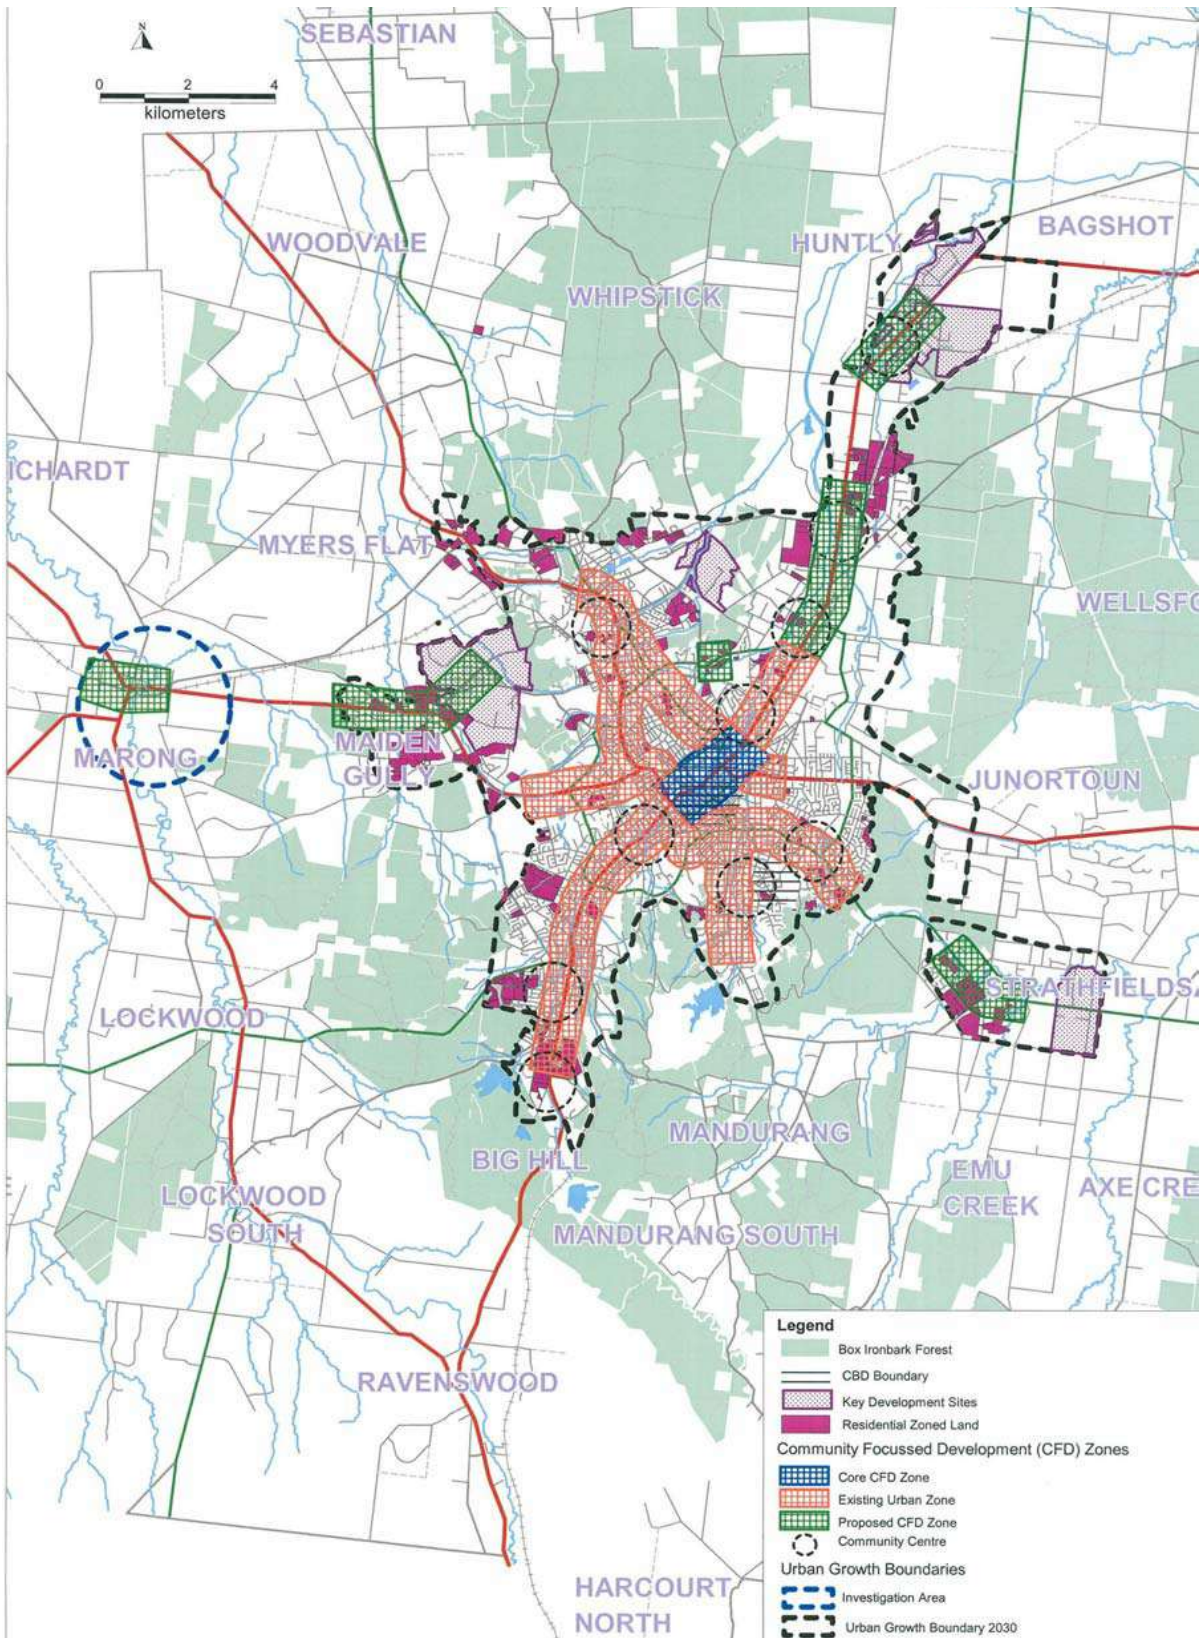 SEBASTIAN
N
0 2 4
kilometers
WOODVALE
HUNTLY
BAGSHOT
WHIPSTICK
ICHARDT
MYERS FLAT
WELLSFO
MARONG
MAIDEN
GULLY
JUNORTOUN
LOCKWOOD
STRATHFIELDSA
MANDURANG
BIG HILL
EMU
CREEK
AXE CRE
LOCKWOOD
SOUTH
MANDURANG SOUTH
RAVENSWOOD
HARCOURT
NORTH
Legend
Box Ironbark Forest
CBD Boundary
Key Development Sites
Residential Zoned Land
Community Focussed Development (CFD) Zones
Core CFD Zone
Existing Urban Zone
Proposed CFD Zone
Community Centre
Urban Growth Boundaries
Investigation Area
Urban Growth Boundary 2030